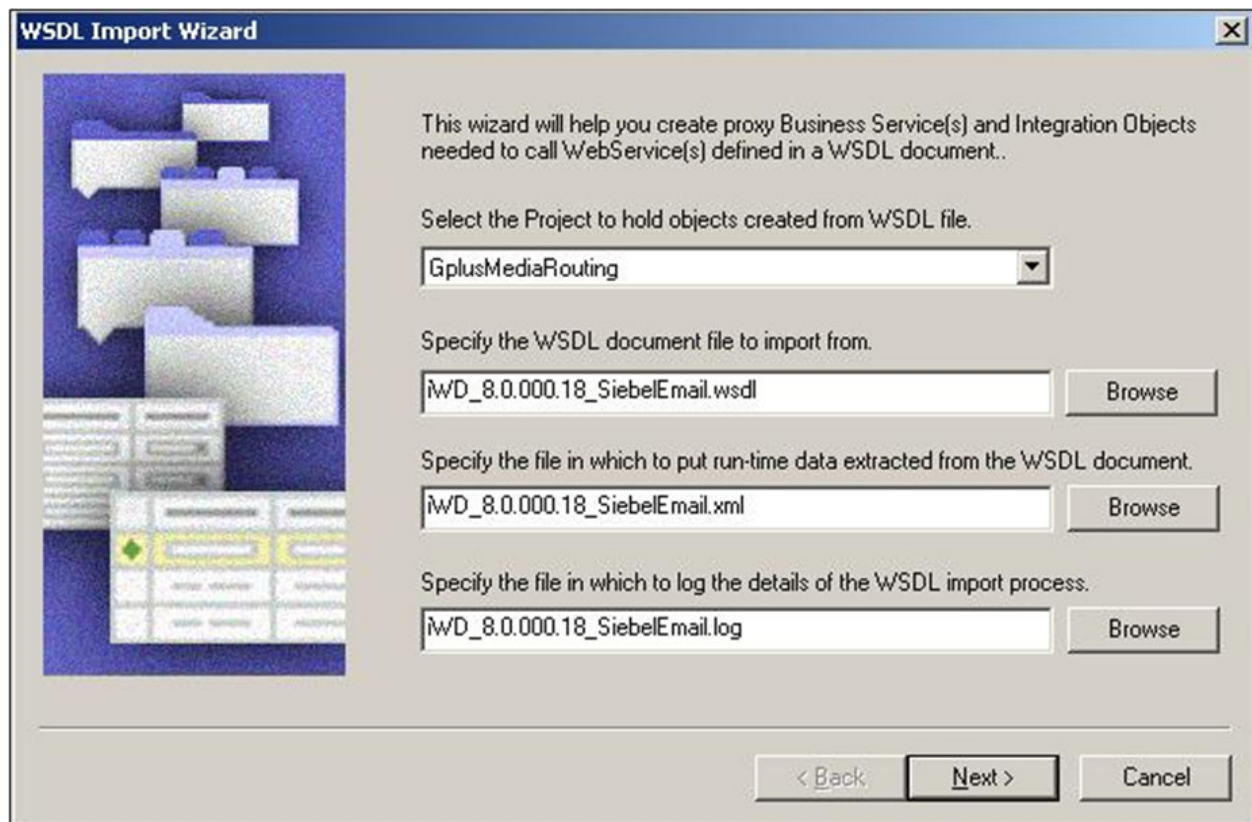 WSDL Import Wizard
This wizard will help you create proxy Business Service(s) and Integration Objects
needed to call WebService(s) defined in a WSDL document..
Select the Project to hold objects created from WSDL file.
GplusMediaRouting
Specify the WSDL document file to import from.
iWD_8.0.000.18_SiebelEmail.wsdl
Browse
Specify the file in which to put run-time data extracted from the WSDL document.
iWD_8.0.000.18_SiebelEmail.xml
Browse
Specify the file in which to log the details of the WSDL import process.
iWD_8.0.000.18_SiebelEmail.log
Browse
< Back
Next >
Cancel